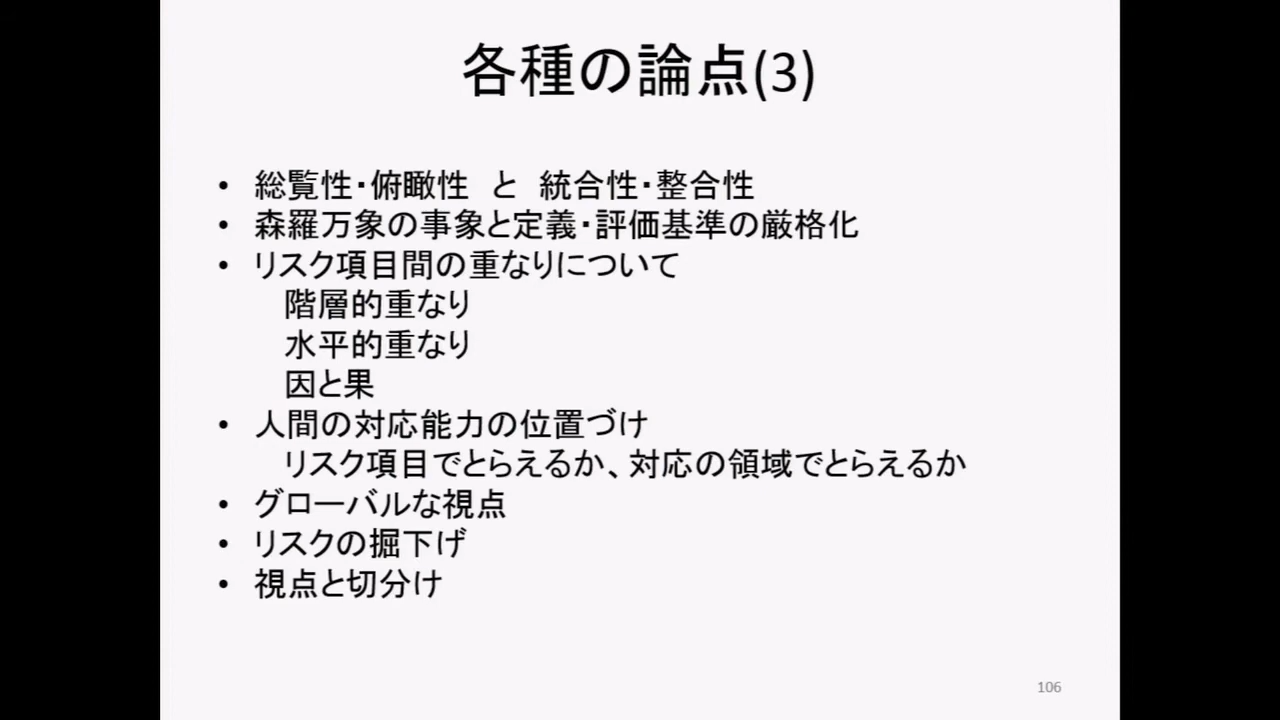 各種の論点(3)
• 総覧性・俯瞰性　と　統合性・整合性
• 森羅万象の事象と定義・評価基準の厳格化
• リスク項目間の重なりについて
階層的重なり
水平的重なり
因と果
• 人間の対応能力の位置づけ
リスク項目でとらえるか、対応の領域でとらえるか
• グローバルな視点
• リスクの掘下げ
• 視点と切分け
106